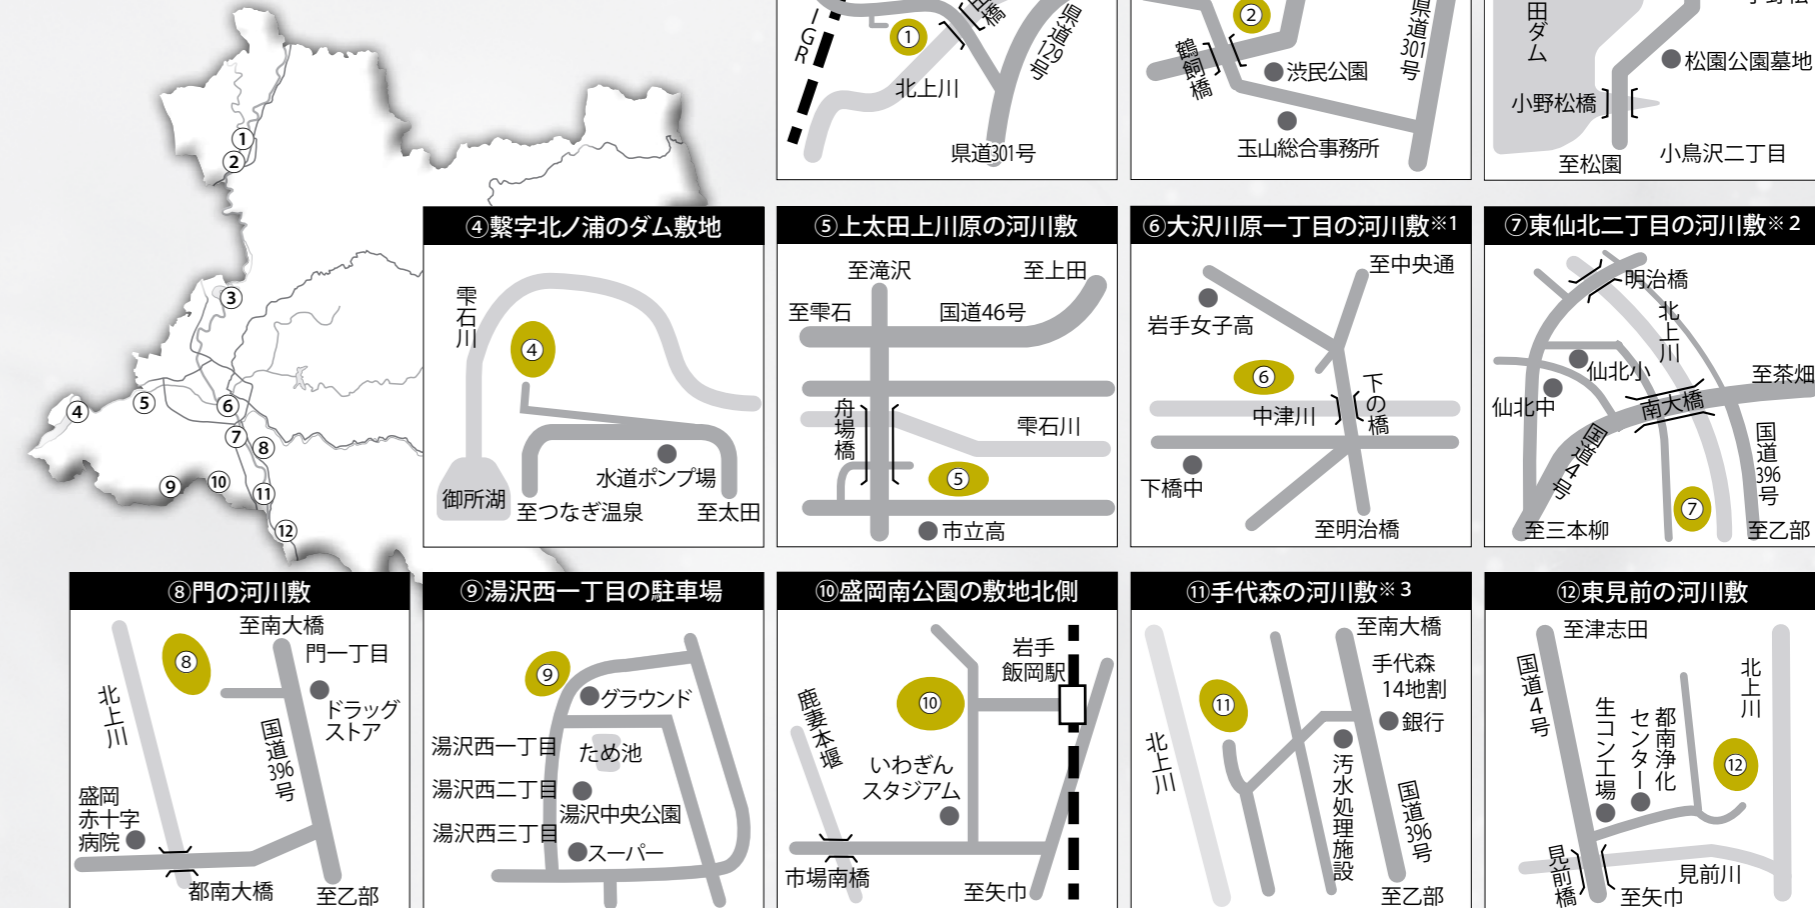 ①
②
③
④
⑤
⑥
⑦
⑧
⑨
⑩
⑪
⑫
IGR
①
橋
県道129号
北上川
県道301号
②
鶴飼橋
渋民公園
県道301号
玉山総合事務所
田ダム
松園公園墓地
小野松橋
至松園
小鳥沢二丁目
④繋字北ノ浦のダム敷地
雫石川
④
水道ポンプ場
御所湖
至つなぎ温泉
至太田
⑤上太田上川原の河川敷
至滝沢
至上田
至雫石
国道46号
舟場橋
雫石川
⑤
市立高
⑥大沢川原一丁目の河川敷※1
至中央通
岩手女子高
⑥
中津川
下の橋
下橋中
至明治橋
⑦東仙北二丁目の河川敷※2
明治橋
北上川
仙北小
至茶畑
仙北中
南大橋
国道4号
国道396号
⑦
至三本柳
至乙部
⑧門の河川敷
至南大橋
⑧
門一丁目
北上川
ドラッグ
ストア
国道396号
盛岡
赤十字
病院
都南大橋
至乙部
⑨湯沢西一丁目の駐車場
⑨
グラウンド
湯沢西一丁目
ため池
湯沢西二丁目
湯沢中央公園
湯沢西三丁目
スーパー
⑩盛岡南公園の敷地北側
岩手
飯岡駅
⑩
鹿妻本堰
いわぎん
スタジアム
市場南橋
至矢巾
⑪手代森の河川敷※3
至南大橋
手代森
14地割
⑪
銀行
北上川
汚水処理施設
国道396号
至乙部
⑫東見前の河川敷
至津志田
国道4号
北上川
生コン工場
都南浄化
センター
⑫
見前橋
見前川
至矢巾